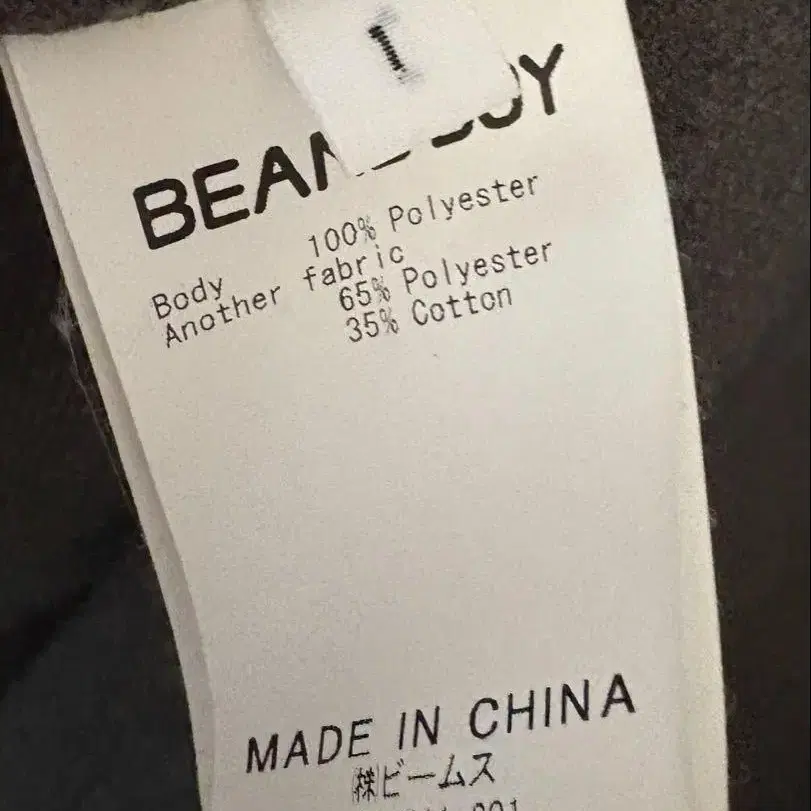 1
BEAMS BOY
Body 100% Polyester
Another fabric
65% Polyester
35% Cotton
MADE IN CHINA
㈱ビームス